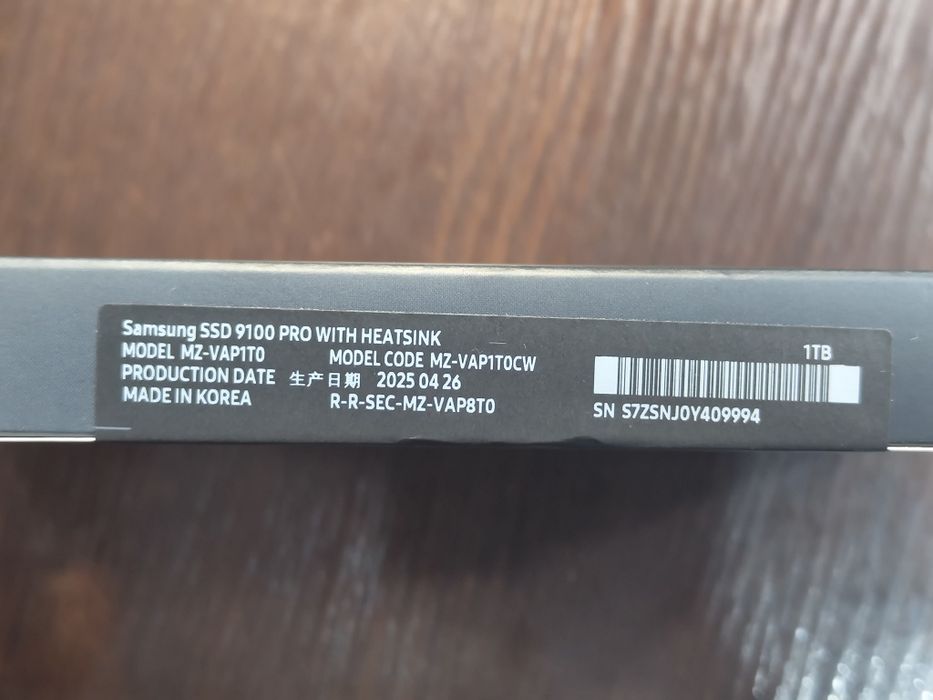 Samsung SSD 9100 PRO WITH HEATSINK
MODEL MZ-VAP1T0 MODEL CODE MZ-VAP1T0CW
PRODUCTION DATE 生产日期 2025 04 26
MADE IN KOREA R-R-SEC-MZ-VAP8T0
1TB
SN S7ZSNJ0Y409994